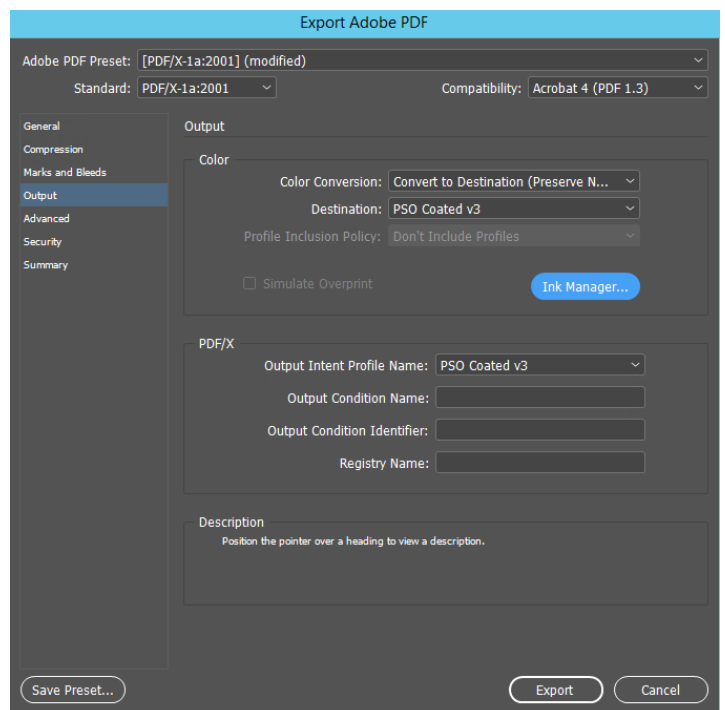 Export Adobe PDF
Adobe PDF Preset: [PDF/X-1a:2001] (modified)
Standard: PDF/X-1a:2001 Compatibility: Acrobat 4 (PDF 1.3)
General
Compression
Marks and Bleeds
Output
Advanced
Security
Summary
Output
Color
Color Conversion: Convert to Destination (Preserve N...
Destination: PSO Coated v3
Profile Inclusion Policy: Don't Include Profiles
Simulate Overprint
Ink Manager...
PDF/X
Output Intent Profile Name: PSO Coated v3
Output Condition Name:
Output Condition Identifier:
Registry Name:
Description
Position the pointer over a heading to view a description.
Save Preset...
Export
Cancel